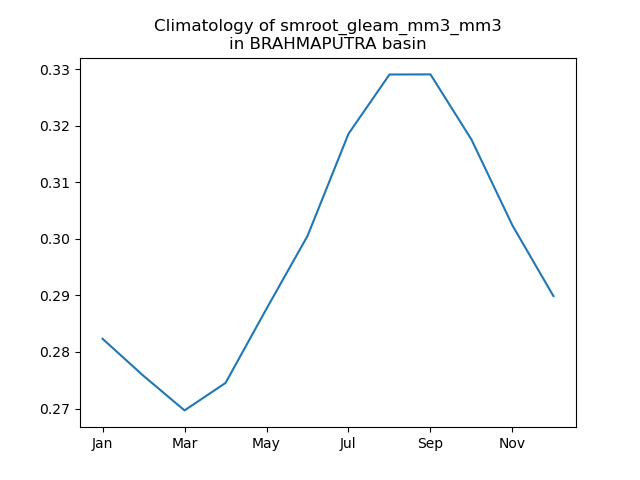 Climatology of smroot_gleam_mm3_mm3
in BRAHMAPUTRA basin
0.33
0.32
0.31
0.30
0.29
0.28
0.27
Jan Mar May Jul Sep Nov